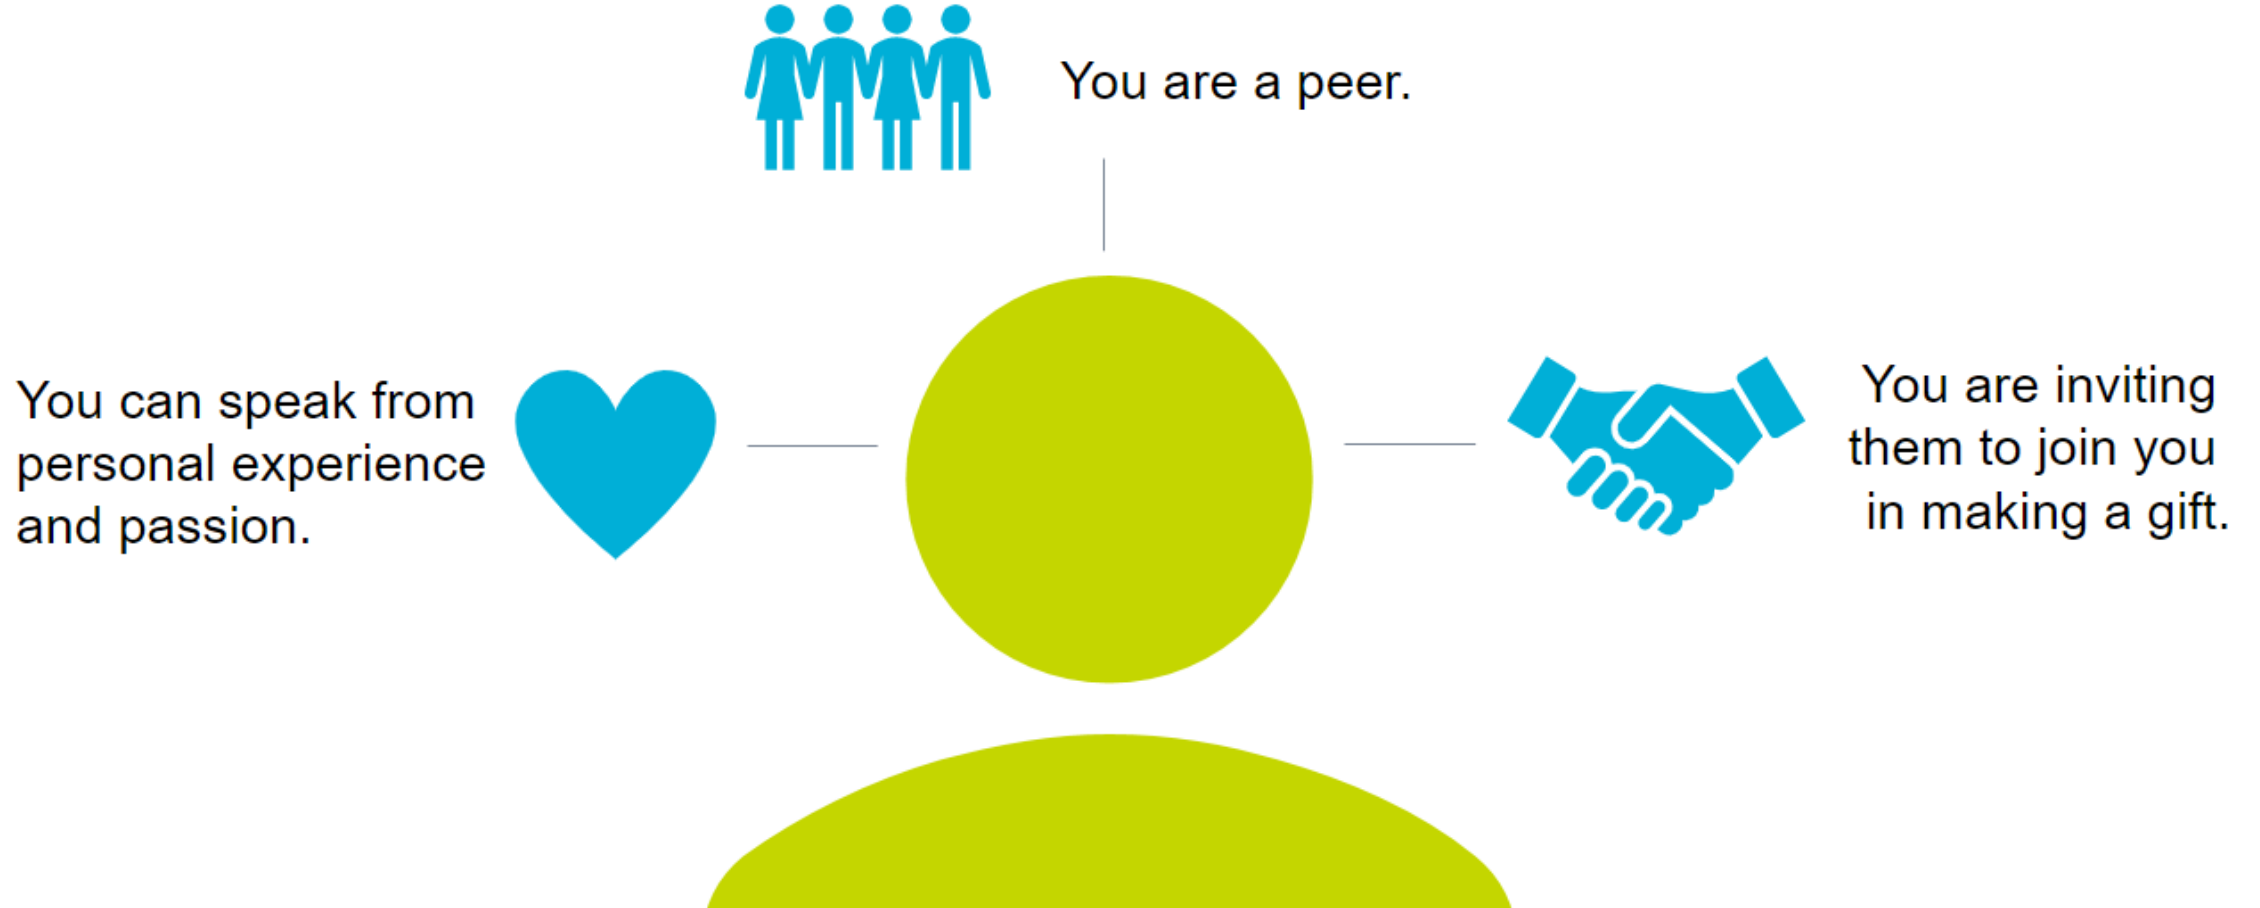 You are a peer.
You can speak from
personal experience
and passion.
You are inviting
them to join you
in making a gift.